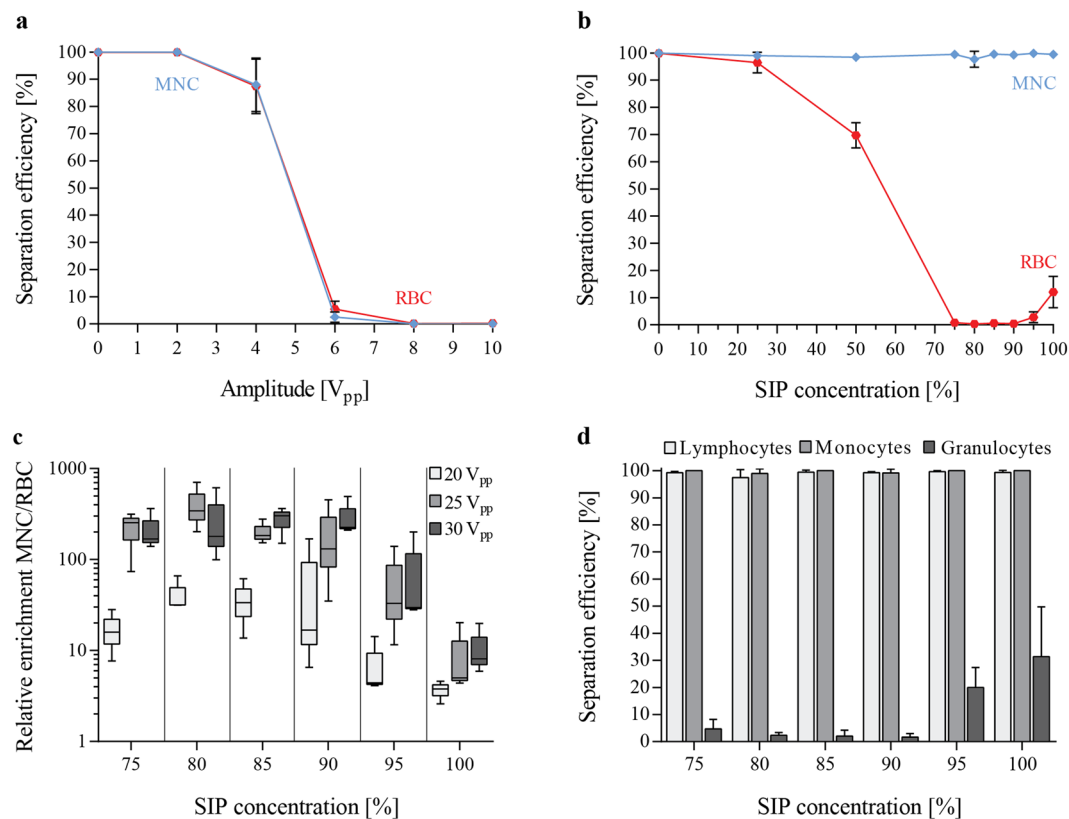 a
Separation efficiency [%]
100
90
80
70
60
50
40
30
20
10
0
MNC
RBC
0 1 2 3 4 5 6 7 8 9 10
Amplitude [Vpp]
b
Separation efficiency [%]
100
90
80
70
60
50
40
30
20
10
0
MNC
RBC
0 10 20 30 40 50 60 70 80 90 100
SIP concentration [%]
c
Relative enrichment MNC/RBC
1000
100
10
1
20 Vpp
25 Vpp
30 Vpp
75 80 85 90 95 100
SIP concentration [%]
d
Lymphocytes Monocytes Granulocytes
Separation efficiency [%]
100
90
80
70
60
50
40
30
20
10
0
75 80 85 90 95 100
SIP concentration [%]